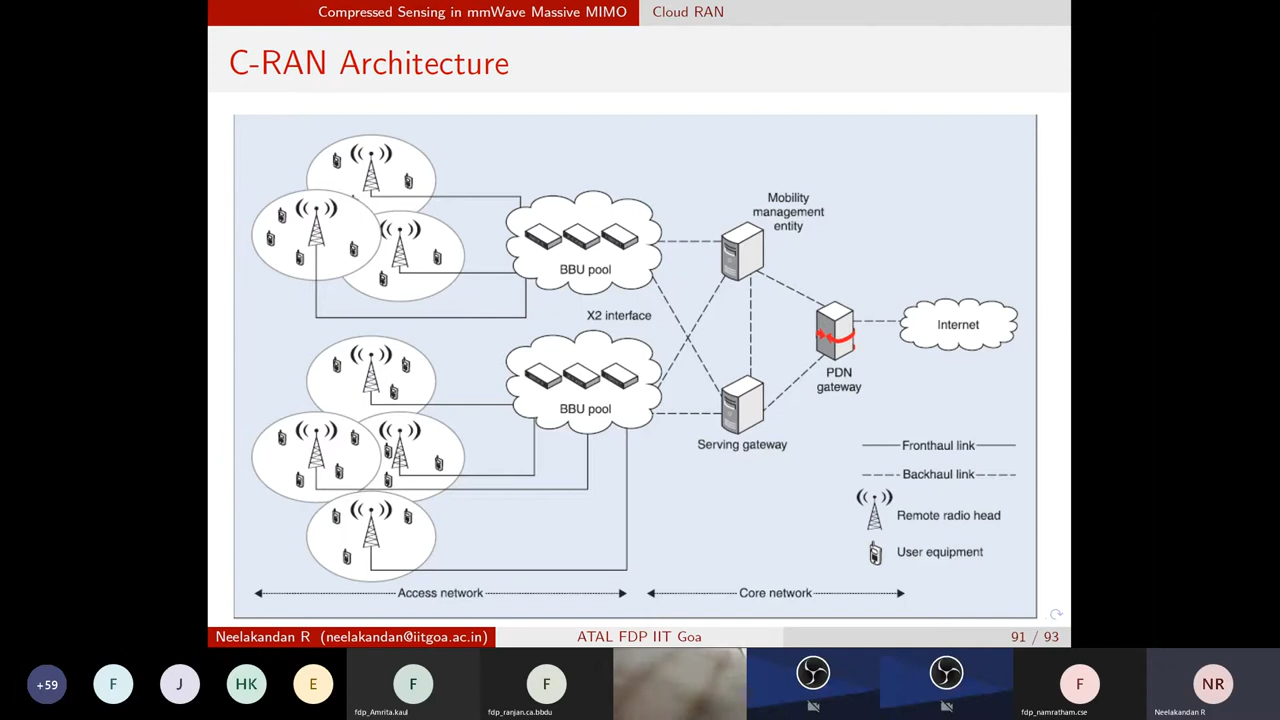 Compressed Sensing in mmWave Massive MIMO Cloud RAN
C-RAN Architecture
Mobility
management
entity
BBU pool
X2 interface
Internet
PDN
gateway
BBU pool
Serving gateway
Fronthaul link
Backhaul link
Remote radio head
User equipment
Access network
Core network
Neelakandan R (neelakandan@iitgoa.ac.in) ATAL FDP IIT Goa 91 / 93
+59 F J HK E F F F NR
fdp_Amrita.kaul fdp_ranjan.ca.bbdu fdp_namratham.cse Neelakandan R